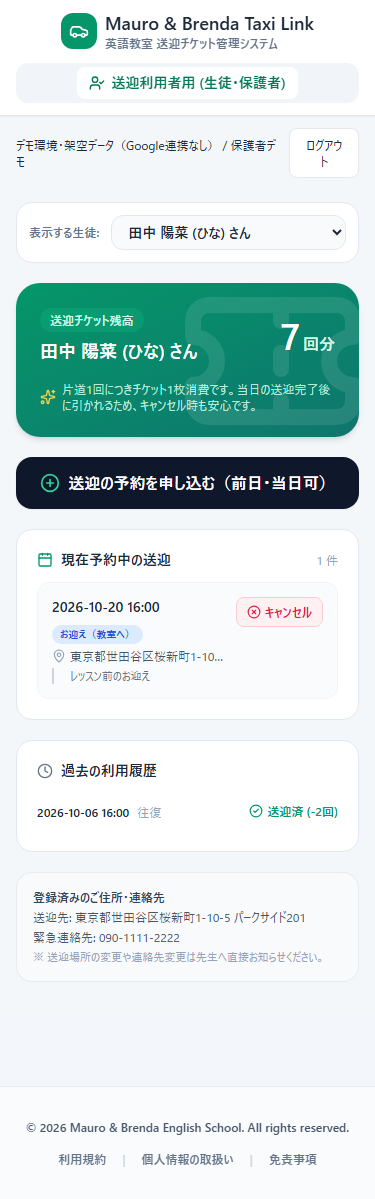 Mauro & Brenda Taxi Link
英語教室 送迎チケット管理システム
送迎利用者用 (生徒・保護者)
デモ環境・架空データ（Google連携なし） / 保護者デ
モ
ログアウ
ト
表示する生徒:
田中 陽菜 (ひな) さん
送迎チケット残高
田中 陽菜 (ひな) さん
7 回分
片道1回につきチケット1枚消費です。当日の送迎完了後
に引かれるため、キャンセル時も安心です。
送迎の予約を申し込む（前日・当日可）
現在予約中の送迎
1 件
2026-10-20 16:00
キャンセル
お迎え（教室へ）
東京都世田谷区桜新町1-10...
レッスン前のお迎え
過去の利用履歴
2026-10-06 16:00 往復
送迎済 (-2回)
登録済みのご住所・連絡先
送迎先: 東京都世田谷区桜新町1-10-5 パークサイド201
緊急連絡先: 090-1111-2222
※ 送迎場所の変更や連絡先変更は先生へ直接お知らせください。
© 2026 Mauro & Brenda English School. All rights reserved.
利用規約 | 個人情報の取扱い | 免責事項